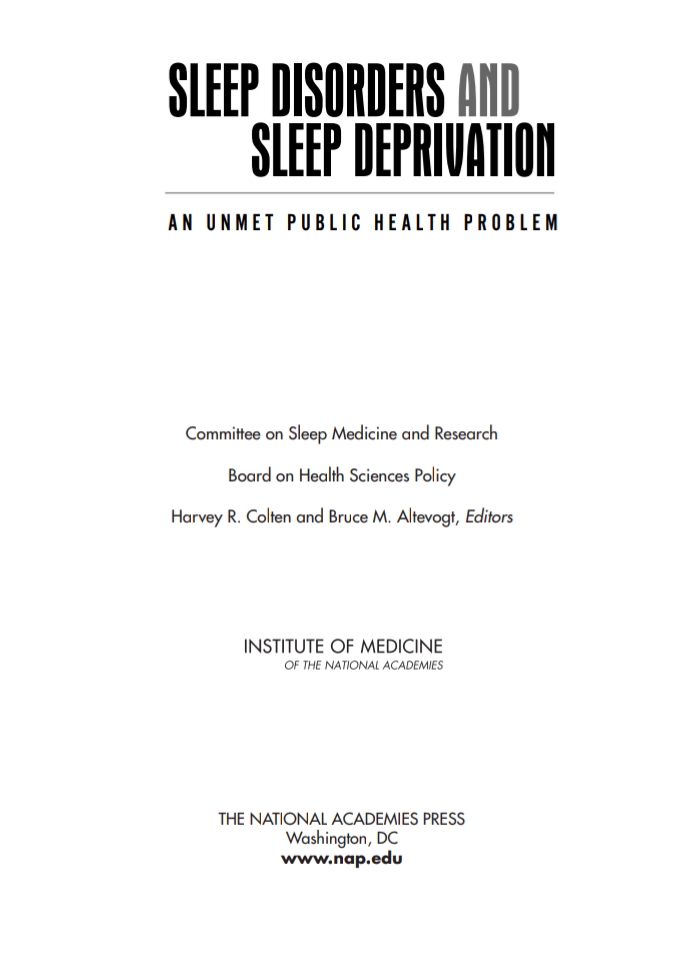 SLEEP DISORDERS AND
SLEEP DEPRIVATION
AN UNMET PUBLIC HEALTH PROBLEM
Committee on Sleep Medicine and Research
Board on Health Sciences Policy
Harvey R. Colten and Bruce M. Altevogt, Editors
INSTITUTE OF MEDICINE
OF THE NATIONAL ACADEMIES
THE NATIONAL ACADEMIES PRESS
Washington, DC
www.nap.edu